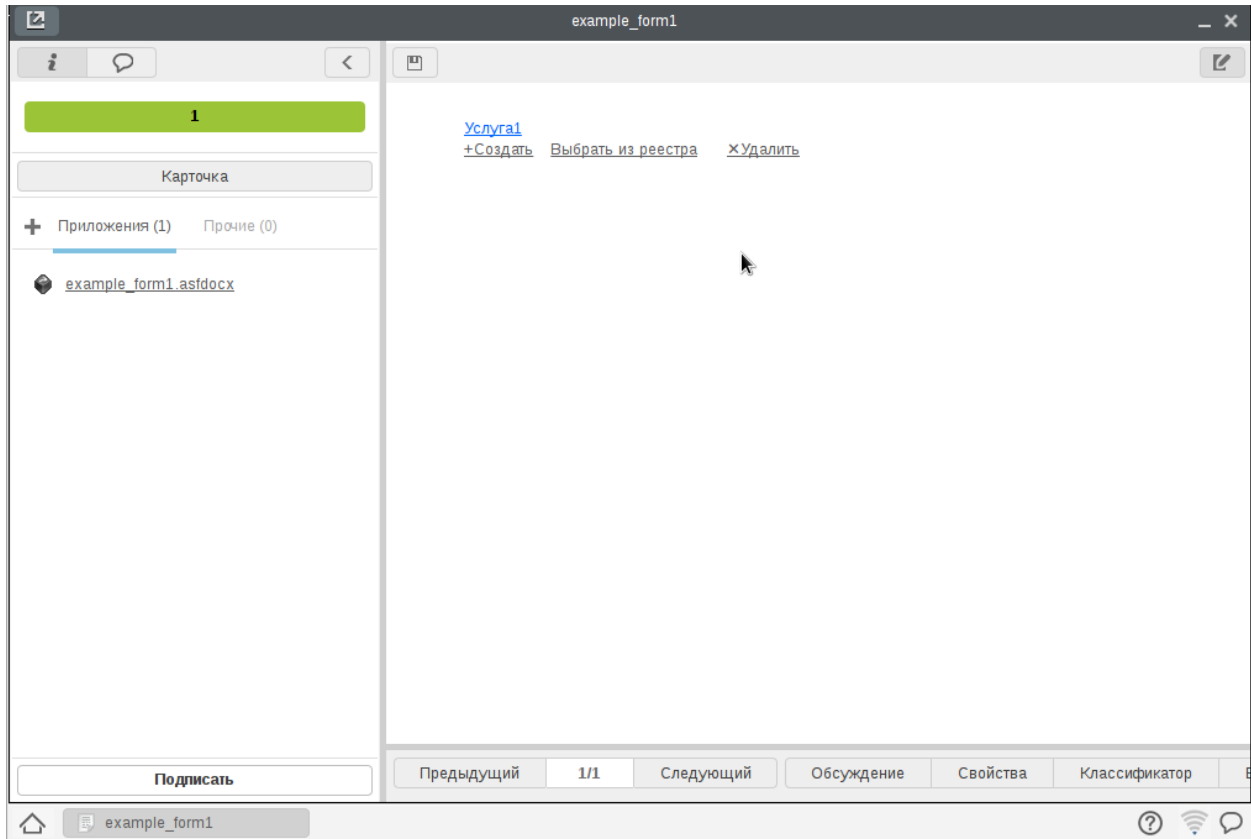 example_form1
1
Карточка
Приложения (1) Прочие (0)
example_form1.asfdocx
Подписать
Услуга1
+Создать Выбрать из реестра ×Удалить
Предыдущий 1/1 Следующий Обсуждение Свойства Классификатор
example_form1